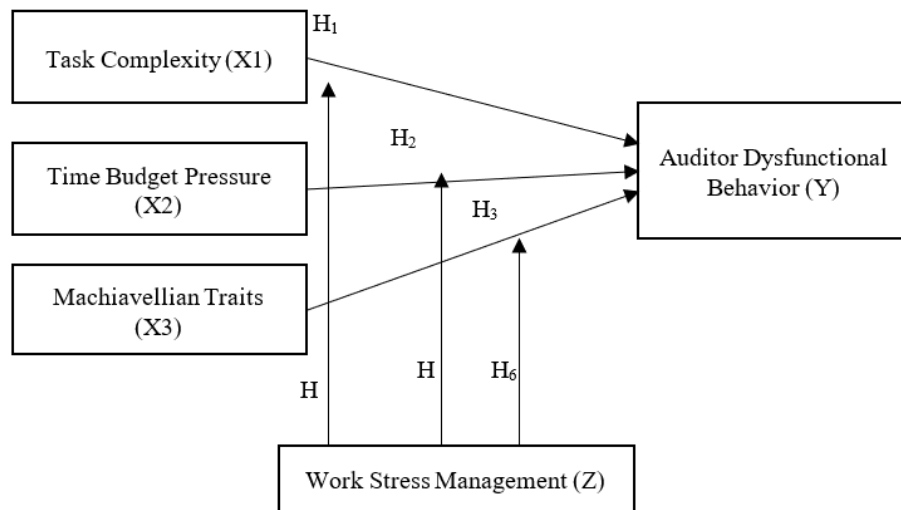 H₁
Task Complexity (X1)
H₂
Time Budget Pressure
(X2)
Auditor Dysfunctional
Behavior (Y)
H₃
Machiavellian Traits
(X3)
H
H
H₆
Work Stress Management (Z)